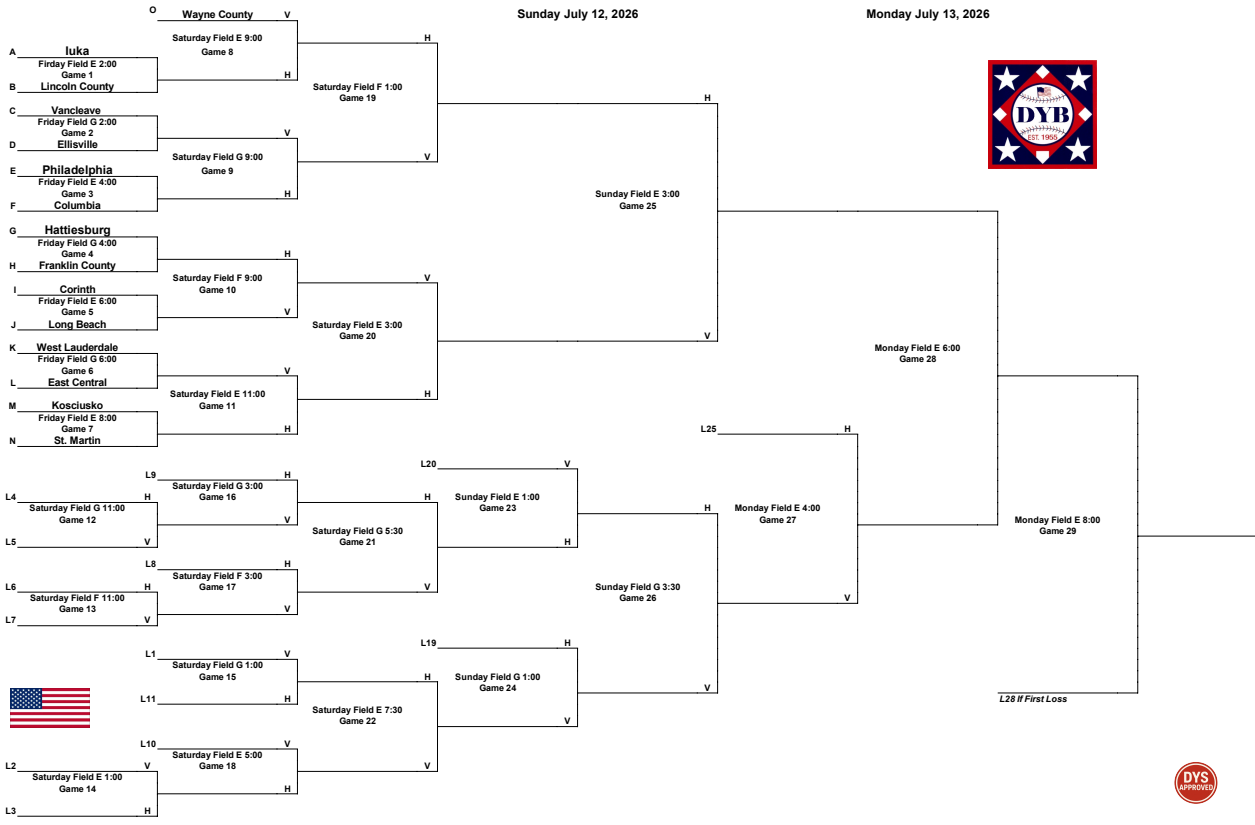 Sunday July 12, 2026
Monday July 13, 2026
O Wayne County V
Saturday Field E 9:00
Game 8
H
A Iuka
Firday Field E 2:00
Game 1
B Lincoln County
H
Saturday Field F 1:00
Game 19
C Vancleave
Friday Field G 2:00
Game 2
D Ellisville
V
Saturday Field G 9:00
Game 9
V
E Philadelphia
Friday Field E 4:00
Game 3
F Columbia
H
H
Sunday Field E 3:00
Game 25
G Hattiesburg
Friday Field G 4:00
Game 4
H Franklin County
H
Saturday Field F 9:00
Game 10
V
I Corinth
Friday Field E 6:00
Game 5
J Long Beach
V
Saturday Field E 3:00
Game 20
V
K West Lauderdale
Friday Field G 6:00
Game 6
L East Central
V
Saturday Field E 11:00
Game 11
H
M Kosciusko
Friday Field E 8:00
Game 7
N St. Martin
H
Monday Field E 6:00
Game 28
L25 H
Monday Field E 4:00
Game 27
V
L9 H
Saturday Field G 3:00
Game 16
V
L4 H
Saturday Field G 11:00
Game 12
L5 V
L20 V
Sunday Field E 1:00
Game 23
H
H
Saturday Field G 5:30
Game 21
V
L8 H
Saturday Field F 3:00
Game 17
V
L6 H
Saturday Field F 11:00
Game 13
L7 V
H
Sunday Field G 3:30
Game 26
V
Monday Field E 8:00
Game 29
L28 If First Loss
L1 V
Saturday Field G 1:00
Game 15
L11 H
L19 H
Sunday Field G 1:00
Game 24
V
H
Saturday Field E 7:30
Game 22
V
L10 V
Saturday Field E 5:00
Game 18
H
L2 V
Saturday Field E 1:00
Game 14
L3 H
DYB
EST. 1955
DYS
APPROVED